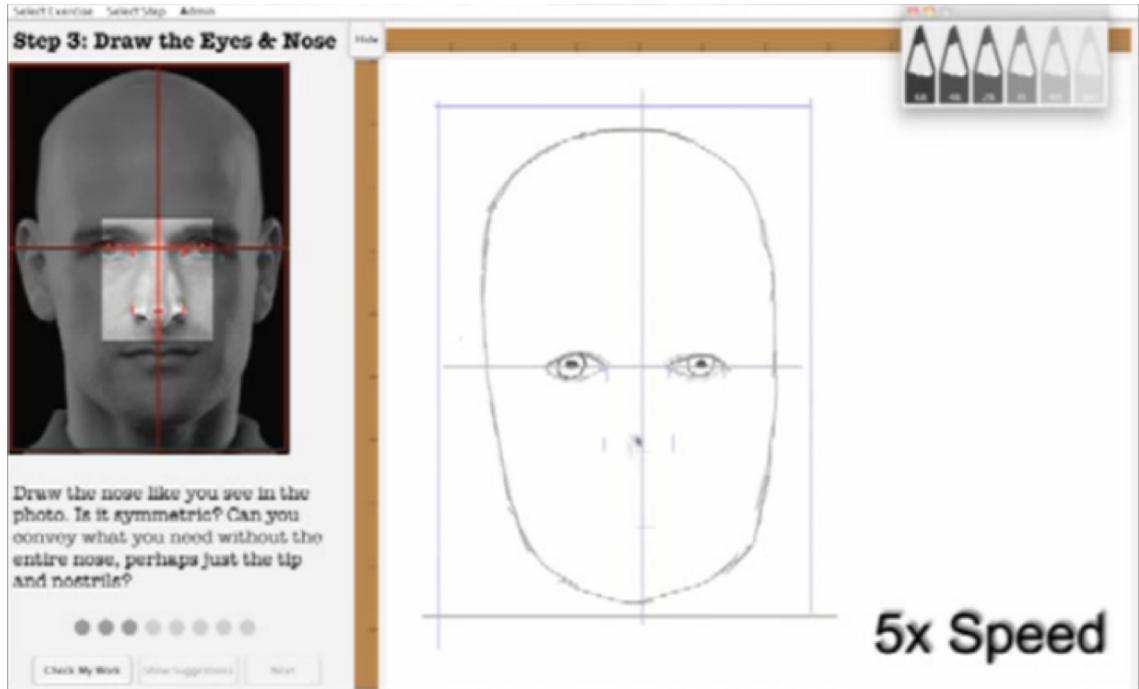 Select Exercise Select Step Admin
Step 3: Draw the Eyes & Nose
Hide
Draw the nose like you see in the
photo. Is it symmetric? Can you
convey what you need without the
entire nose, perhaps just the tip
and nostrils?
Check My Work View Suggestions Next
5x Speed